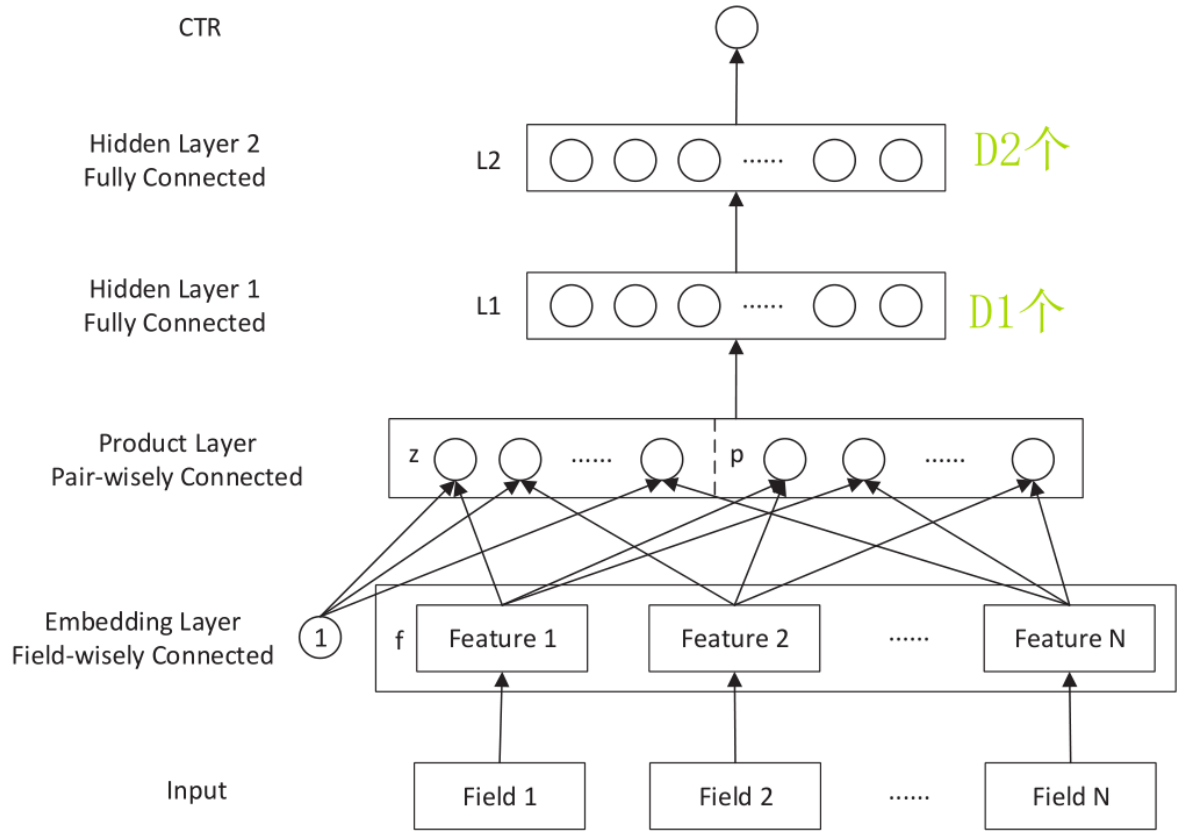 CTR
Hidden Layer 2
Fully Connected
L2
······
D2个
Hidden Layer 1
Fully Connected
L1
······
D1个
Product Layer
Pair-wisely Connected
z
······
p
······
Embedding Layer
Field-wisely Connected
1
f
Feature 1
Feature 2
······
Feature N
Input
Field 1
Field 2
······
Field N